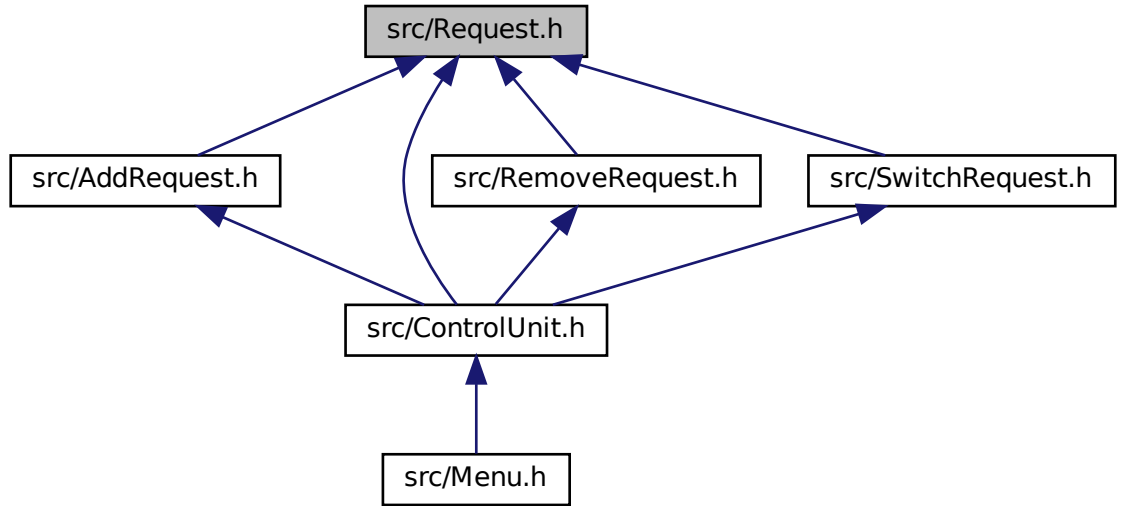 src/Request.h
src/AddRequest.h
src/RemoveRequest.h
src/SwitchRequest.h
src/ControlUnit.h
src/Menu.h